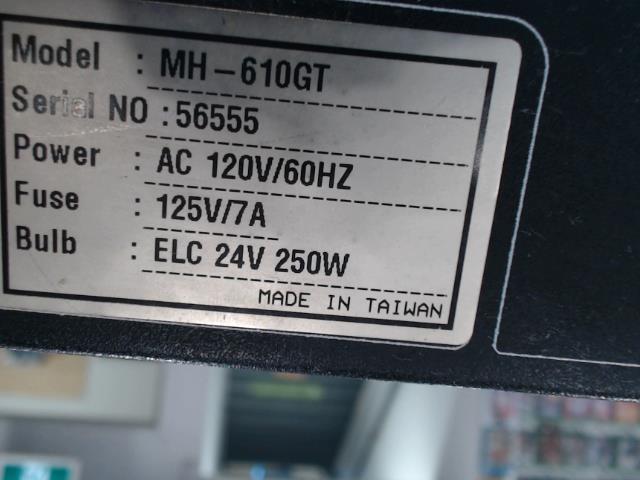 Model : MH-610GT
Serial NO : 56555
Power : AC 120V/60HZ
Fuse : 125V/7A
Bulb : ELC 24V 250W
MADE IN TAIWAN